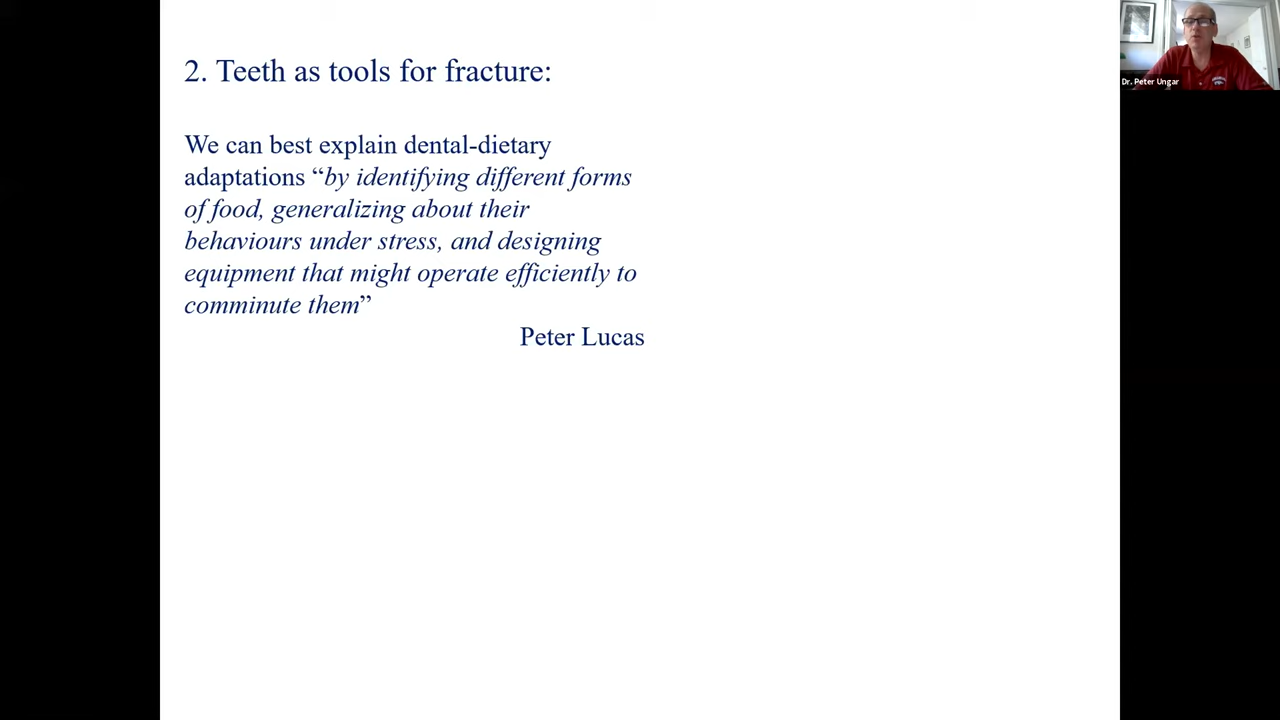 2. Teeth as tools for fracture:
We can best explain dental-dietary
adaptations “by identifying different forms
of food, generalizing about their
behaviours under stress, and designing
equipment that might operate efficiently to
comminute them”
Peter Lucas
Dr. Peter Ungar